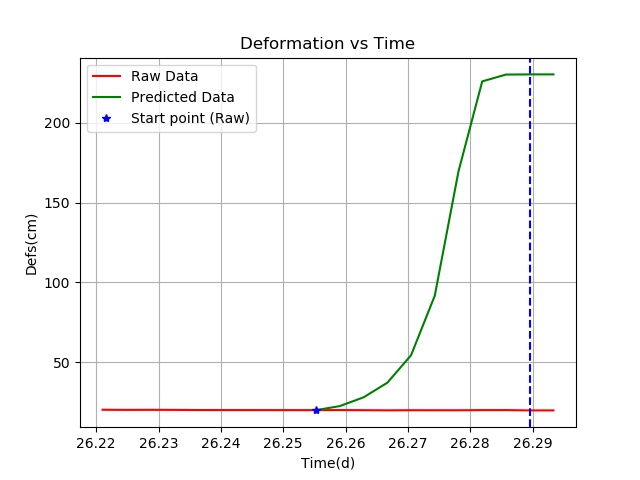 Deformation vs Time
Raw Data
Predicted Data
Start point (Raw)
200
150
100
50
Defs(cm)
26.22 26.23 26.24 26.25 26.26 26.27 26.28 26.29
Time(d)